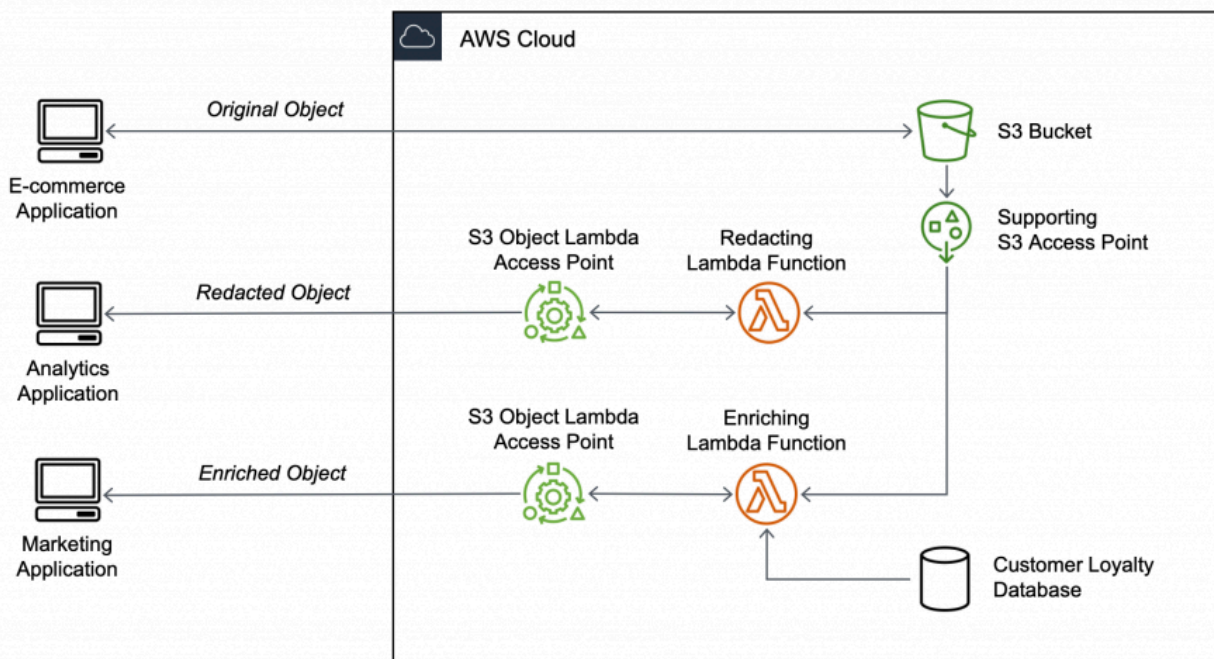 AWS Cloud
Original Object
S3 Bucket
E-commerce
Application
Supporting
S3 Access Point
S3 Object Lambda
Access Point
Redacting
Lambda Function
Redacted Object
Analytics
Application
S3 Object Lambda
Access Point
Enriching
Lambda Function
Enriched Object
Marketing
Application
Customer Loyalty
Database